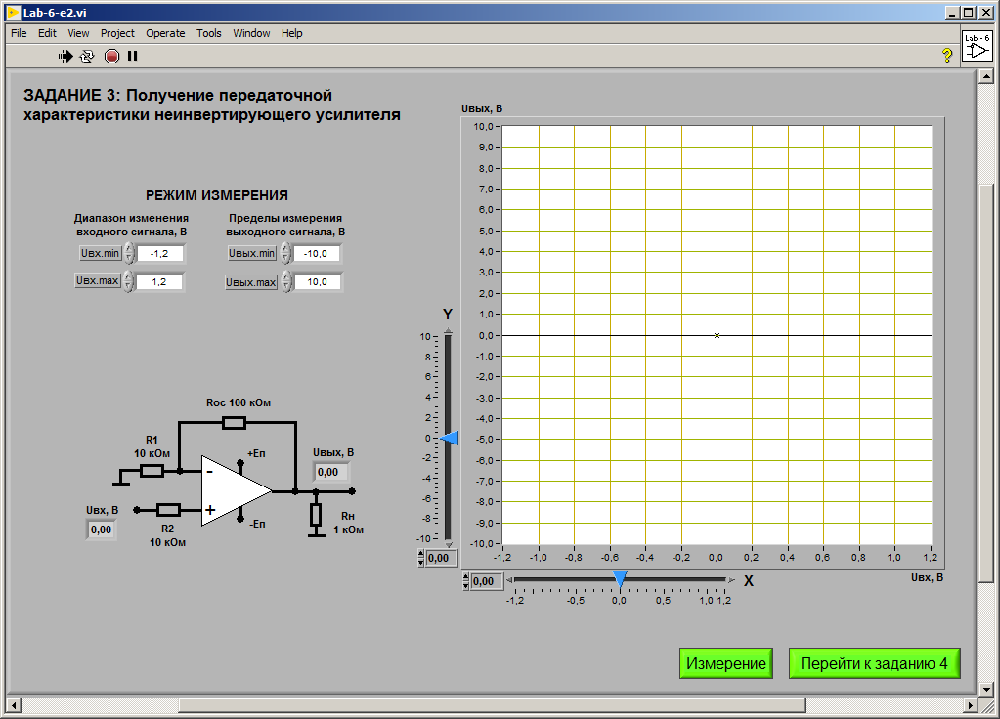 Lab-6-e2.vi
File Edit View Project Operate Tools Window Help
Lab - 6
?
ЗАДАНИЕ 3: Получение передаточной
характеристики неинвертирующего усилителя
РЕЖИМ ИЗМЕРЕНИЯ
Диапазон изменения
входного сигнала, В
Uвх.min -1,2
Uвх.max 1,2
Пределы измерения
выходного сигнала, В
Uвых.min -10,0
Uвых.max 10,0
Rос 100 кОм
R1
10 кОм
+Еп
-
+
-Еп
Uвых, В
0,00
Uвх, В
0,00
R2
10 кОм
Rн
1 кОм
Y
10
8
6
4
2
0
-2
-4
-6
-8
-10
0,00
Uвых, В
10,0
9,0
8,0
7,0
6,0
5,0
4,0
3,0
2,0
1,0
0,0
-1,0
-2,0
-3,0
-4,0
-5,0
-6,0
-7,0
-8,0
-9,0
-10,0
-1,2 -1,0 -0,8 -0,6 -0,4 -0,2 0,0 0,2 0,4 0,6 0,8 1,0 1,2
Uвх, В
0,00
X
-1,2 -0,5 0,0 0,5 1,0 1,2
Измерение
Перейти к заданию 4